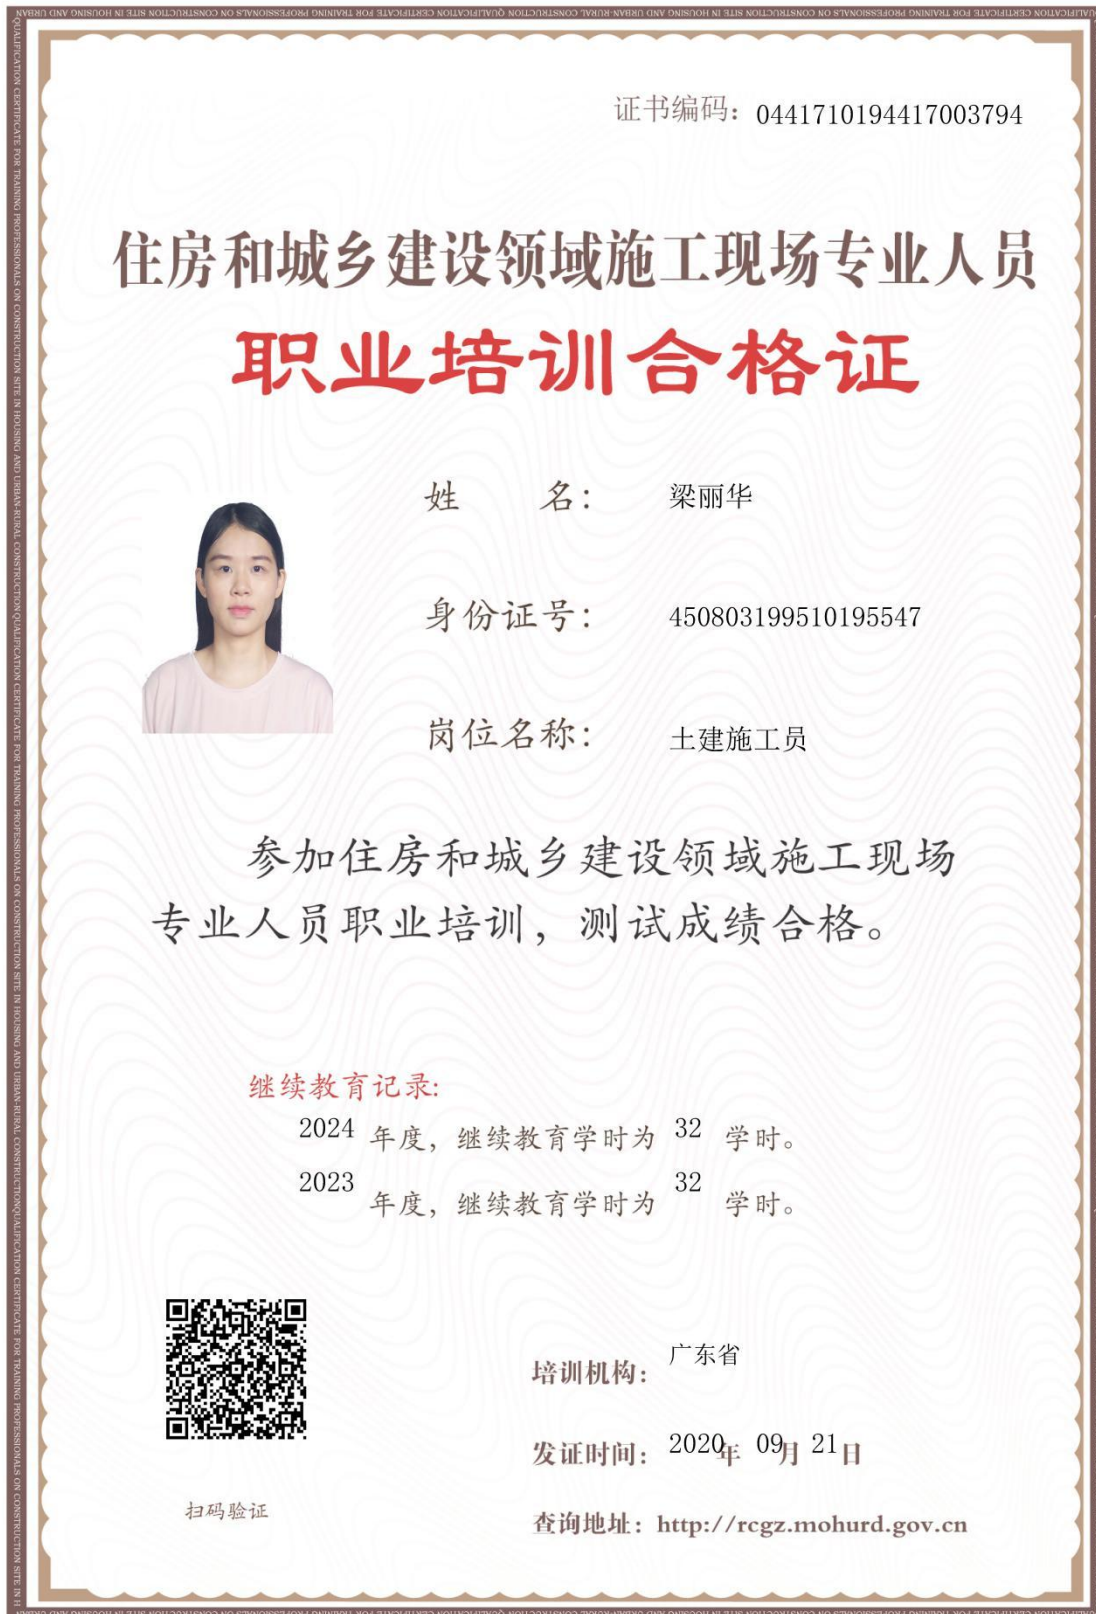 证书编码：0441710194417003794
住房和城乡建设领域施工现场专业人员
职业培训合格证
姓 名： 梁丽华
身份证号： 450803199510195547
岗位名称： 土建施工员
参加住房和城乡建设领域施工现场
专业人员职业培训，测试成绩合格。
继续教育记录:
2024 年度，继续教育学时为 32 学时。
2023 年度，继续教育学时为 32 学时。
培训机构： 广东省
发证时间： 2020年 09月 21日
扫码验证
查询地址：http://rcgz.mohurd.gov.cn